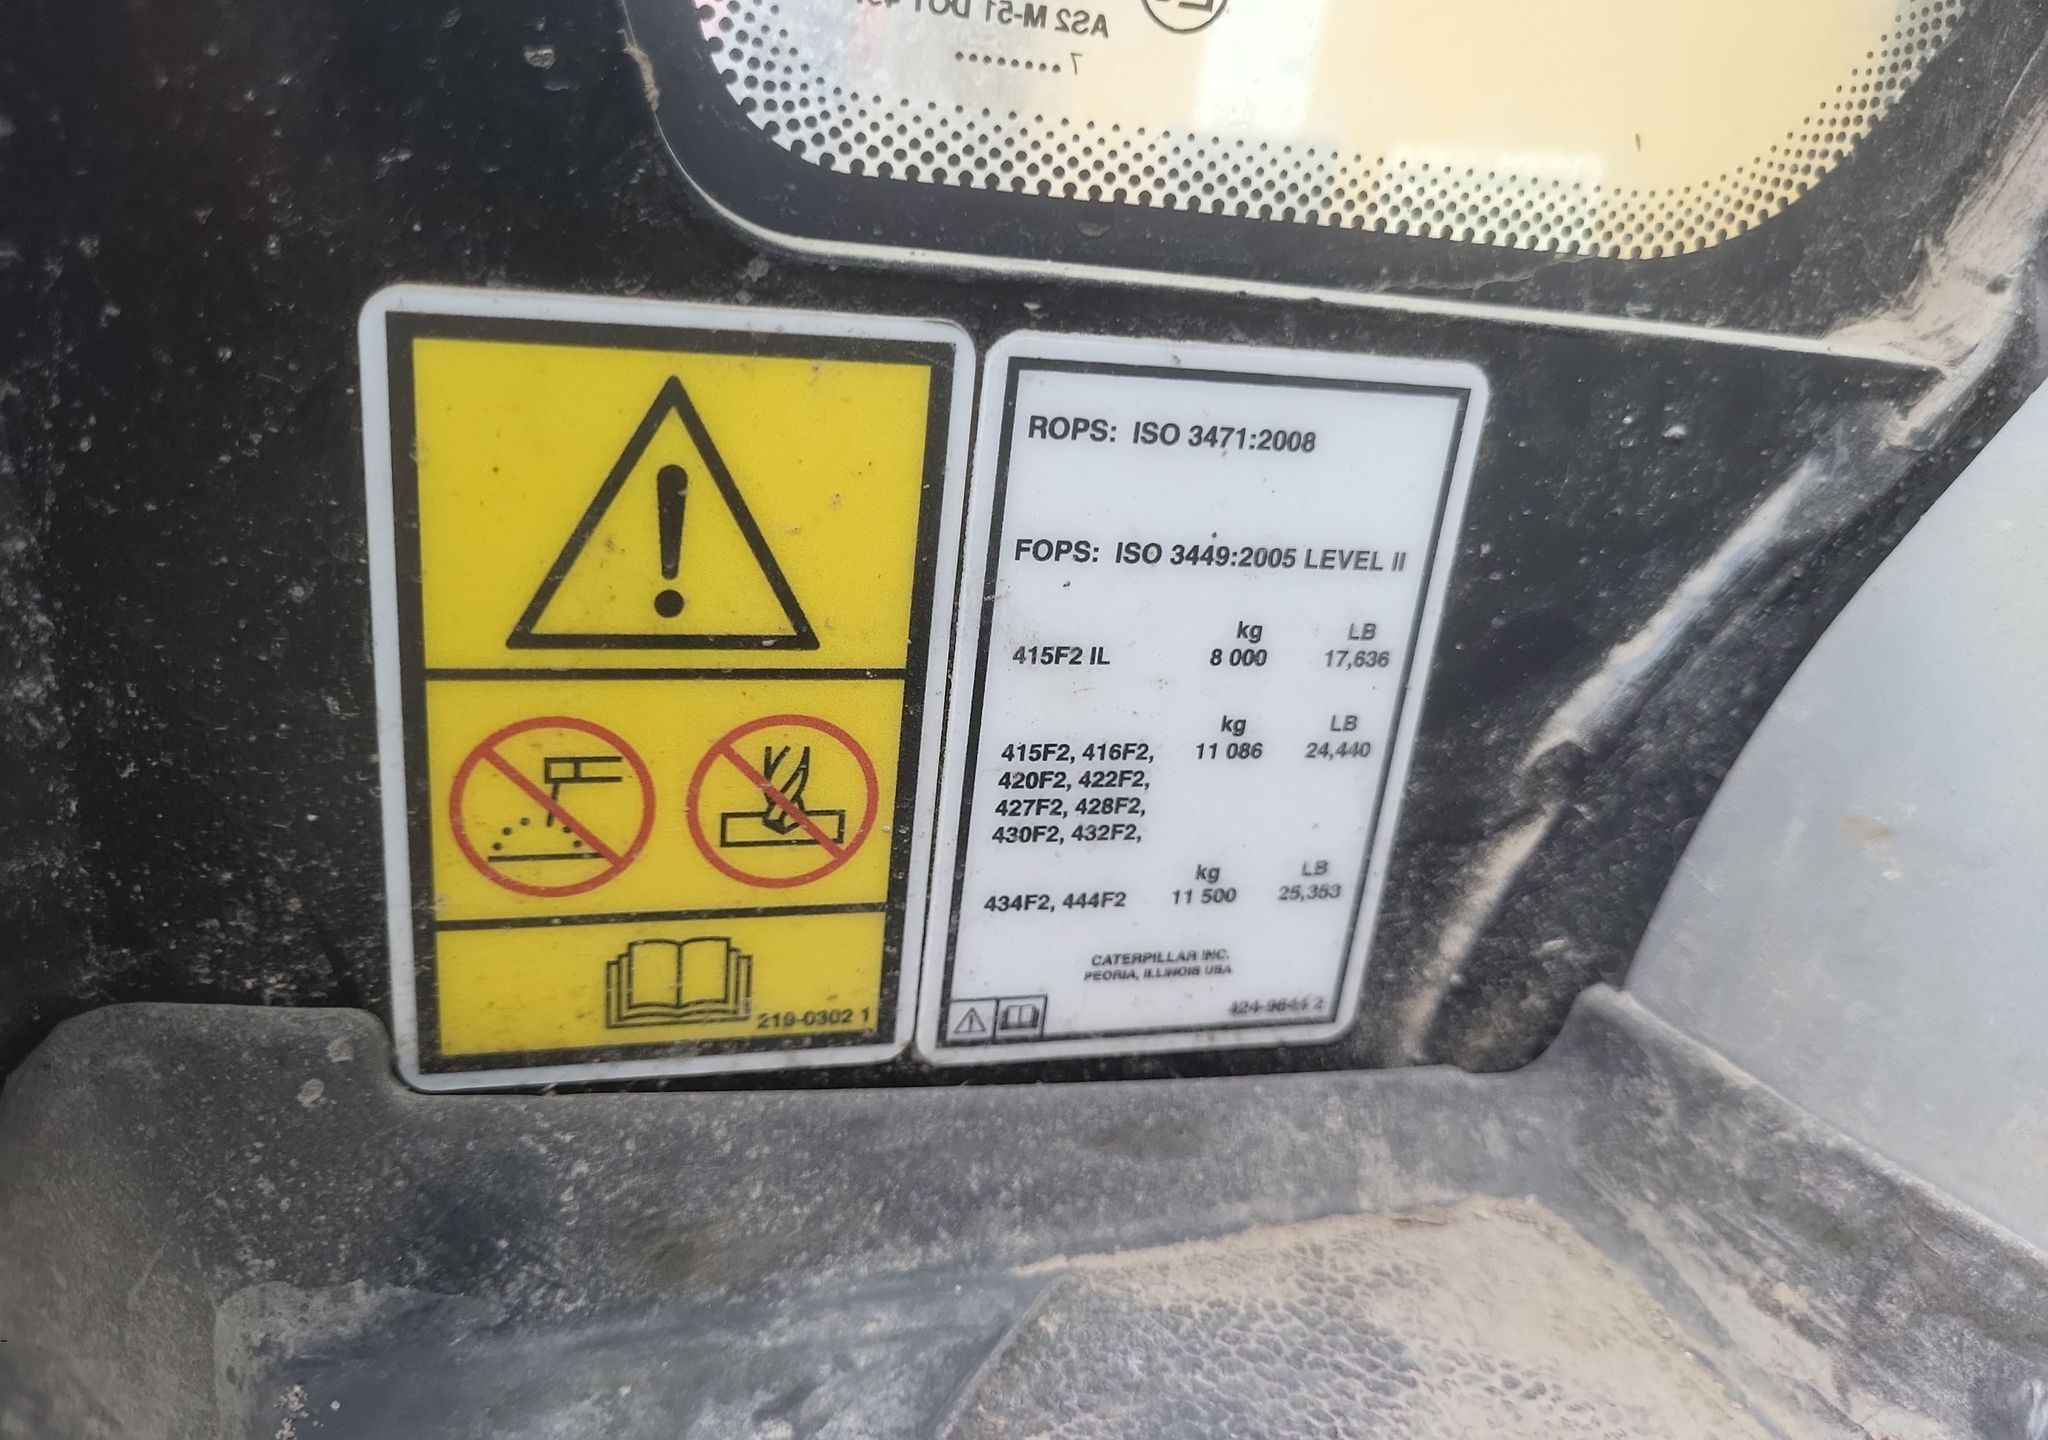 AS2 M-51 DOT
7........
219-0302 1
ROPS: ISO 3471:2008
FOPS: ISO 3449:2005 LEVEL II
kg LB
415F2 IL 8 000 17,636
kg LB
415F2, 416F2, 11 086 24,440
420F2, 422F2,
427F2, 428F2,
430F2, 432F2,
kg LB
434F2, 444F2 11 500 25,353
CATERPILLAR INC.
PEORIA, ILLINOIS USA